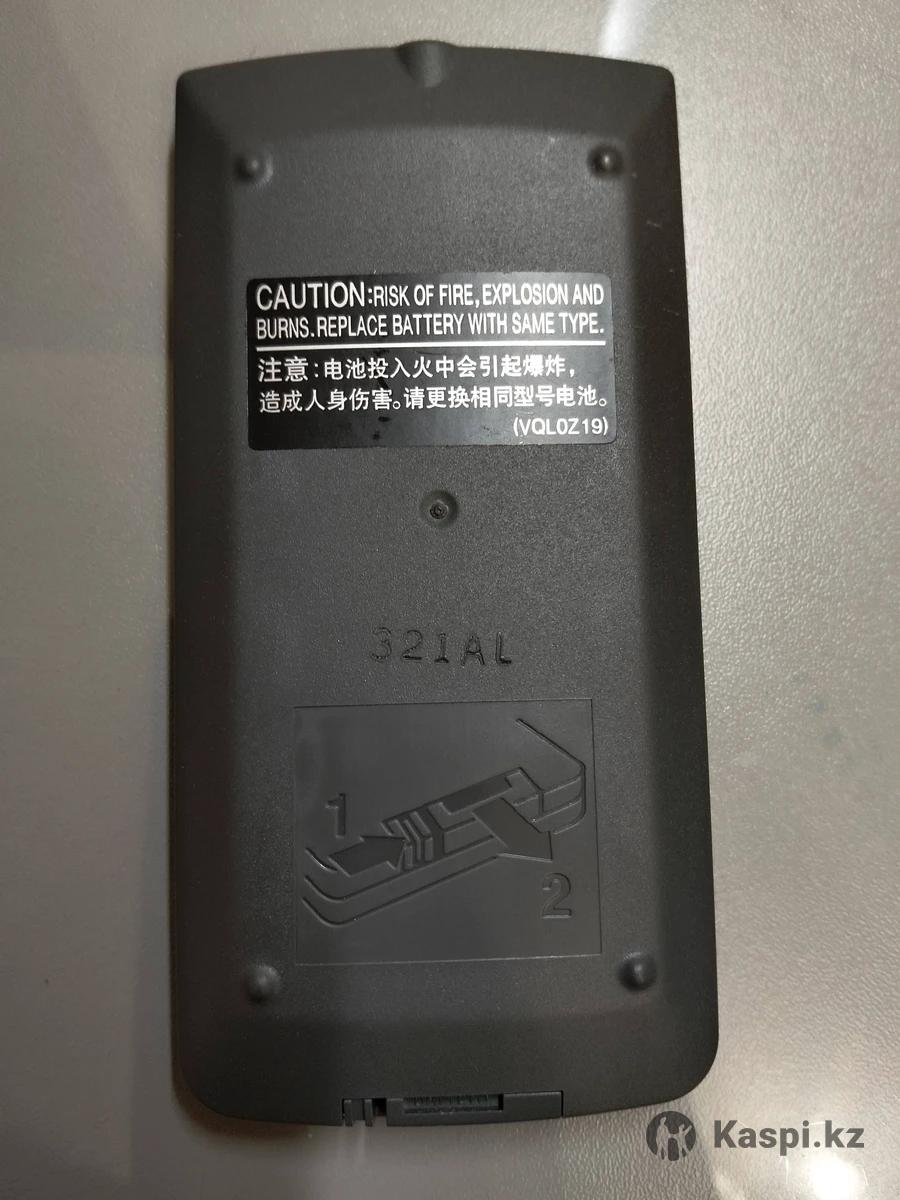 CAUTION:RISK OF FIRE,EXPLOSION AND
BURNS.REPLACE BATTERY WITH SAME TYPE.
注意:电池投入火中会引起爆炸,
造成人身伤害。请更换相同型号电池。
(VQL0Z19)
321AL
1
2
Kaspi.kz